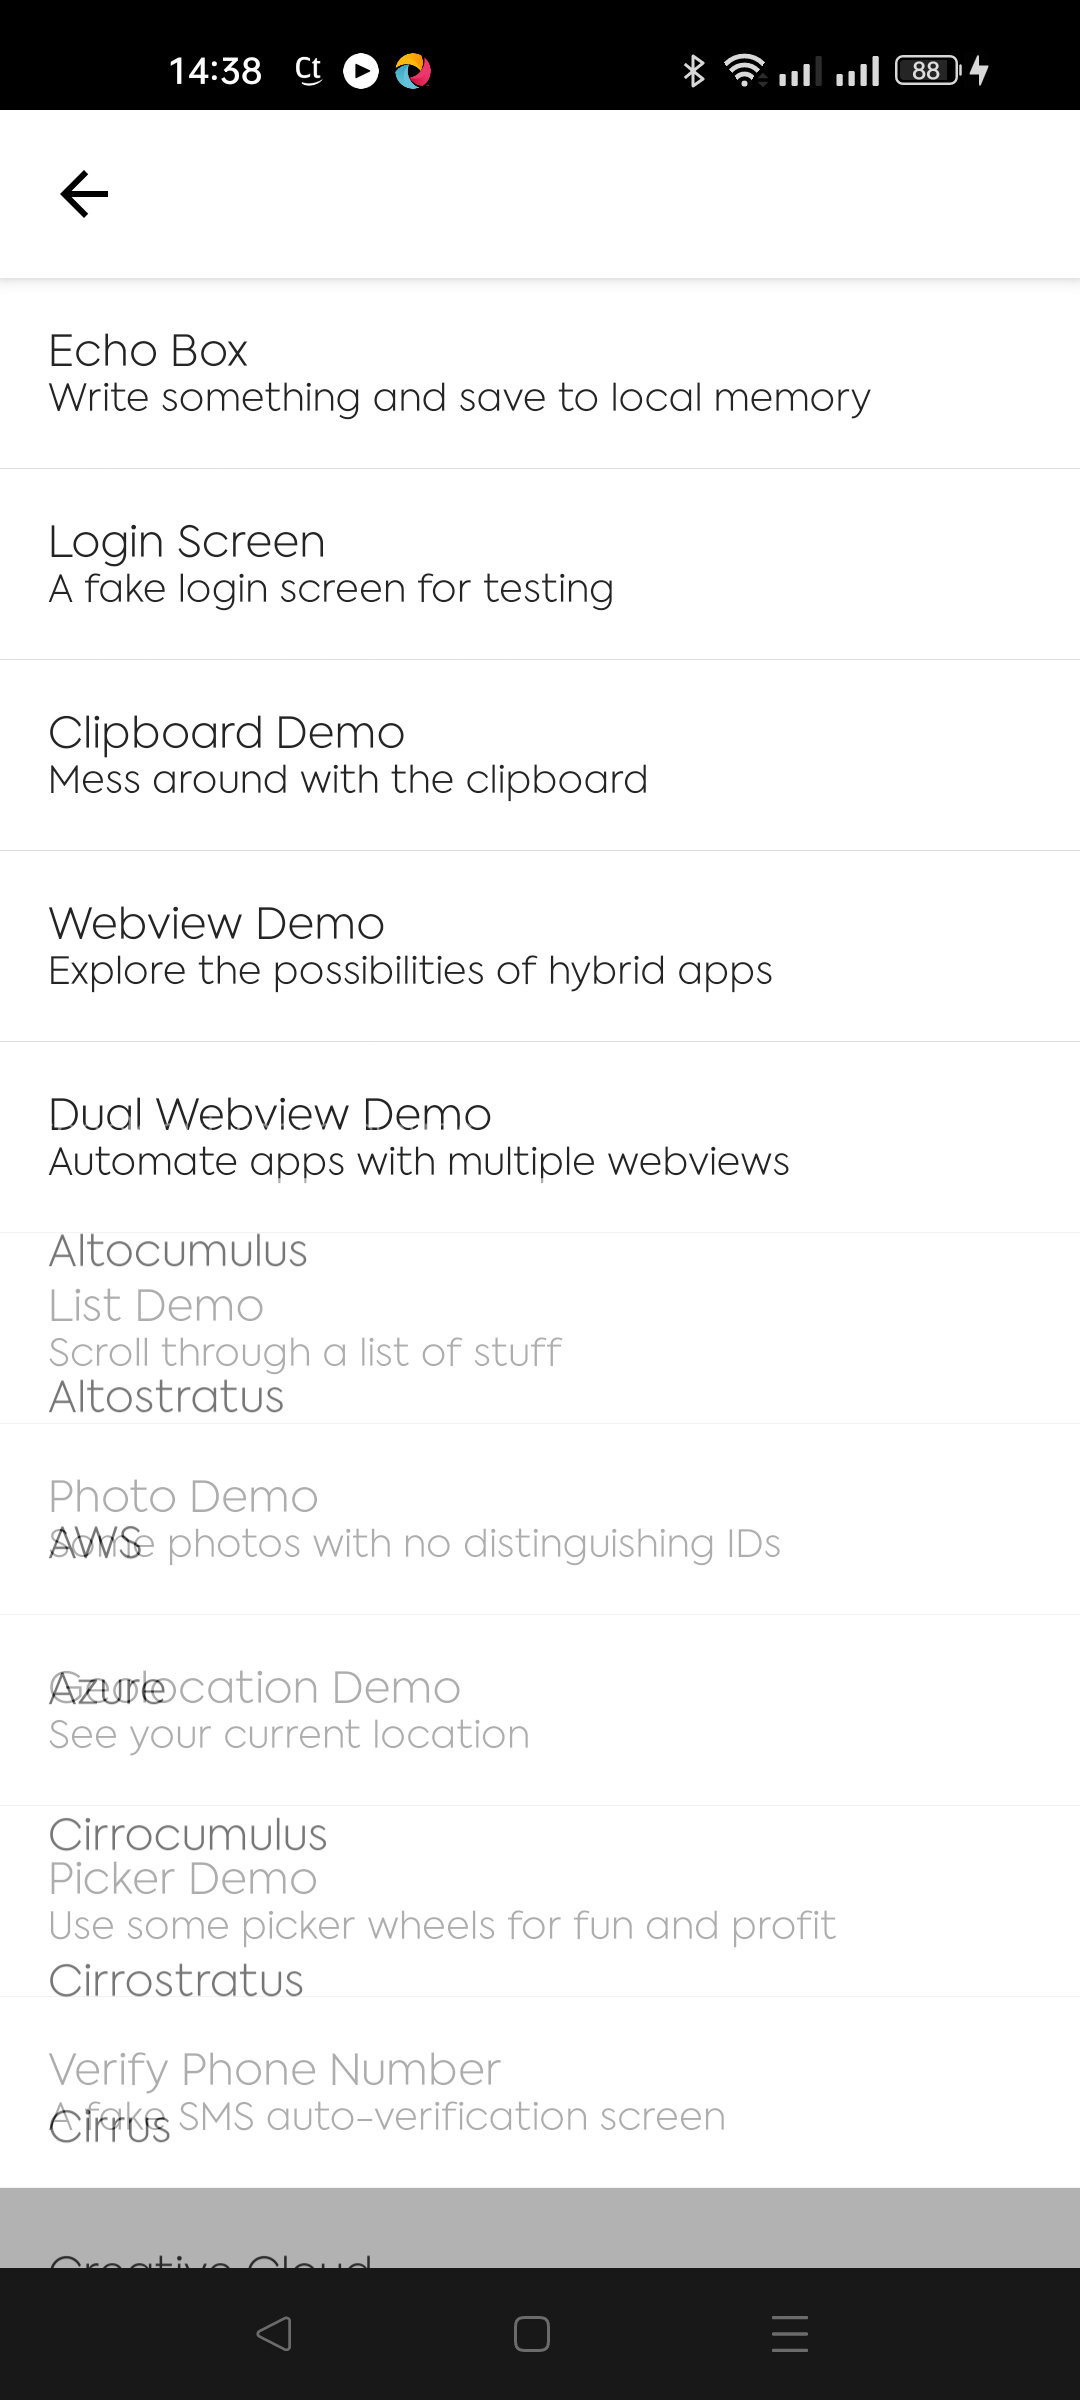 14:38 Ct 88
Echo Box
Write something and save to local memory
Login Screen
A fake login screen for testing
Clipboard Demo
Mess around with the clipboard
Webview Demo
Explore the possibilities of hybrid apps
Dual Webview Demo
Automate apps with multiple webviews
Altocumulus
List Demo
Scroll through a list of stuff
Altostratus
Photo Demo
AWS
Some photos with no distinguishing IDs
Azure
Geolocation Demo
See your current location
Cirrocumulus
Picker Demo
Use some picker wheels for fun and profit
Cirrostratus
Verify Phone Number
A fake SMS auto-verification screen
Cirrus
Creative Cloud